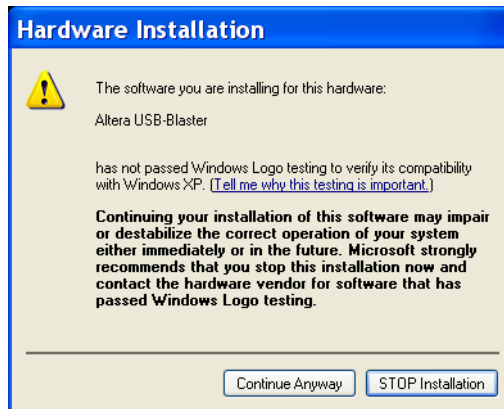 Hardware Installation
The software you are installing for this hardware:
Altera USB-Blaster
has not passed Windows Logo testing to verify its compatibility
with Windows XP. (Tell me why this testing is important.)
Continuing your installation of this software may impair
or destabilize the correct operation of your system
either immediately or in the future. Microsoft strongly
recommends that you stop this installation now and
contact the hardware vendor for software that has
passed Windows Logo testing.
Continue Anyway
STOP Installation